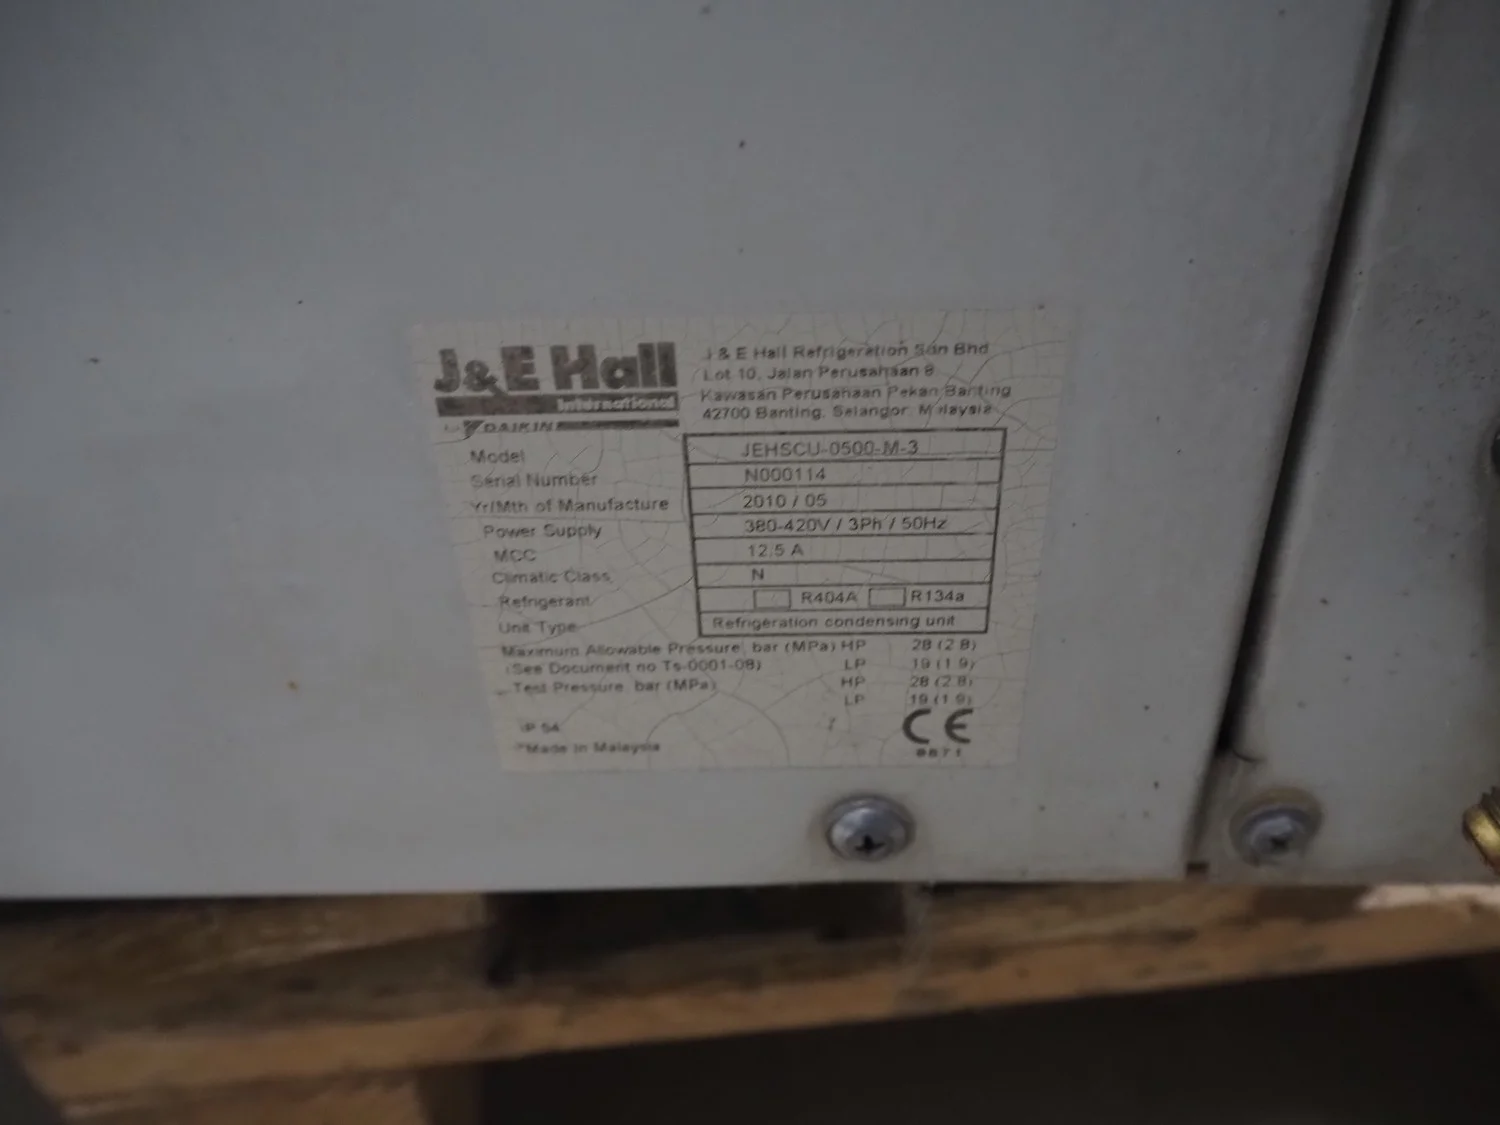 J&E Hall
International
DAIKIN
J & E Hall Refrigeration Sdn Bhd
Lot 10, Jalan Perusahaan 8
Kawasan Perusahaan Pekan Banting
42700 Banting, Selangor, Malaysia
Model JEHSCU-0500-M-3
Serial Number N000114
Yr/Mth of Manufacture 2010 / 05
Power Supply 380-420V / 3Ph / 50Hz
MCC 12.5 A
Climatic Class N
Refrigerant R404A R134a
Unit Type Refrigeration condensing unit
Maximum Allowable Pressure, bar (MPa) HP 28 (2.8)
(See Document no Ts-0001-08) LP 19 (1.9)
Test Pressure, bar (MPa) HP 28 (2.8)
LP 19 (1.9)
IP 54
CE
*Made In Malaysia